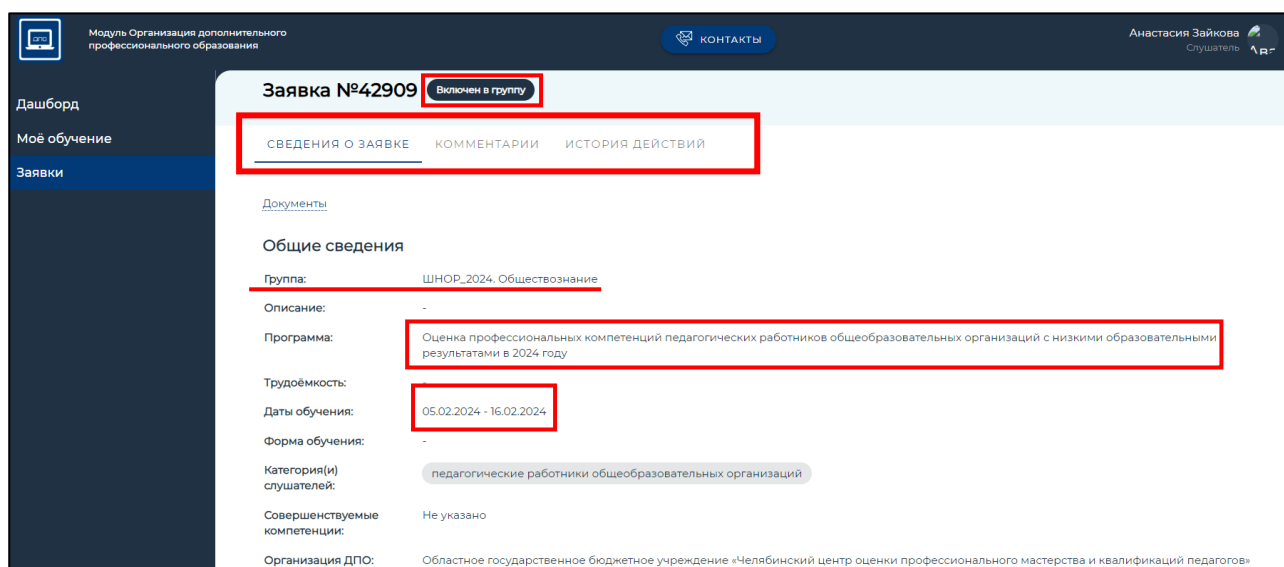 дпо
Модуль Организация дополнительного
профессионального образования
КОНТАКТЫ
Анастасия Зайкова
Слушатель
Дашборд
Моё обучение
Заявки
Заявка №42909 Включен в группу
СВЕДЕНИЯ О ЗАЯВКЕ КОММЕНТАРИИ ИСТОРИЯ ДЕЙСТВИЙ
Документы
Общие сведения
Группа: ШНОР_2024. Обществознание
Описание: -
Программа: Оценка профессиональных компетенций педагогических работников общеобразовательных организаций с низкими образовательными
результатами в 2024 году
Трудоёмкость: -
Даты обучения: 05.02.2024 - 16.02.2024
Форма обучения: -
Категория(и)
слушателей: педагогические работники общеобразовательных организаций
Совершенствуемые
компетенции: Не указано
Организация ДПО: Областное государственное бюджетное учреждение «Челябинский центр оценки профессионального мастерства и квалификаций педагогов»